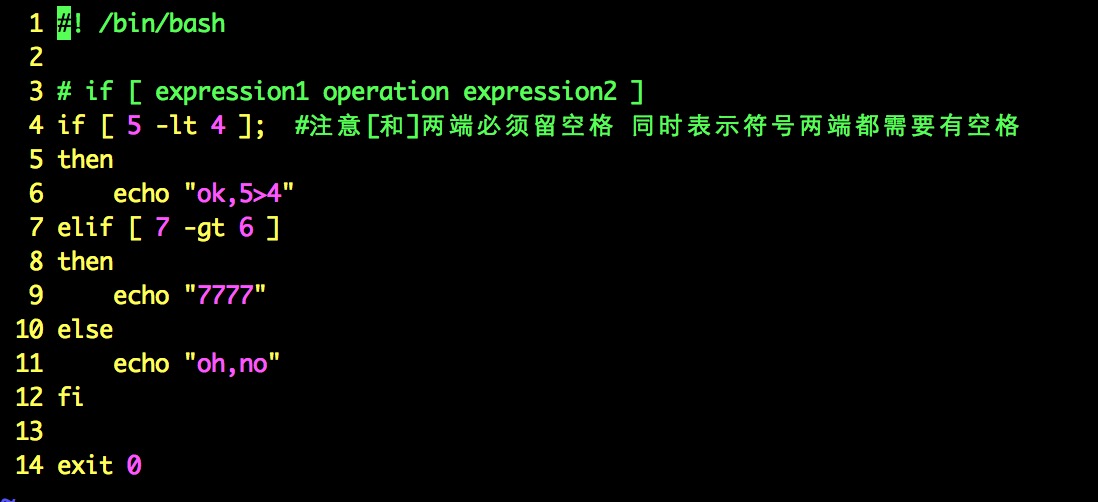 1 #! /bin/bash
2
3 # if [ expression1 operation expression2 ]
4 if [ 5 -lt 4 ];  #注意[和]两端必须留空格 同时表示符号两端都需要有空格
5 then
6     echo "ok,5>4"
7 elif [ 7 -gt 6 ]
8 then
9     echo "7777"
10 else
11     echo "oh,no"
12 fi
13
14 exit 0
~